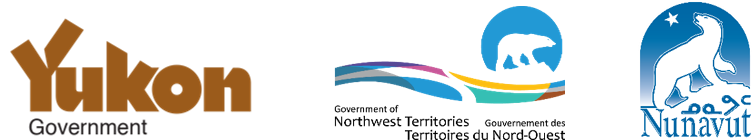 Yukon
Government
Government of
Northwest Territories
Gouvernement des
Territoires du Nord-Ouest
ᓄᓇᕗᑦ
Nunavut